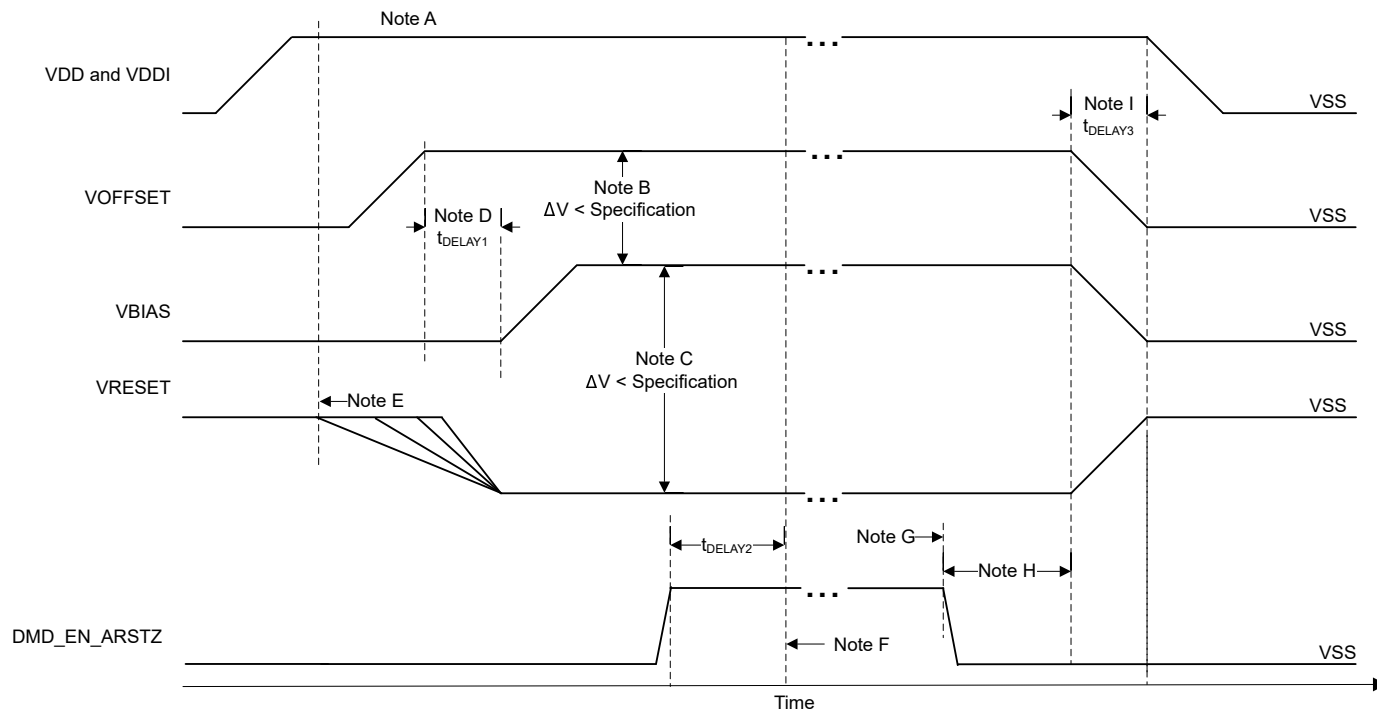 Note A
VDD and VDDI
...
VSS
Note I
tDELAY3
VOFFSET
...
VSS
Note B
ΔV < Specification
Note D
tDELAY1
VBIAS
...
VSS
Note C
ΔV < Specification
VRESET
Note E
VSS
...
tDELAY2
Note G
Note H
DMD_EN_ARSTZ
...
Note F
VSS
Time